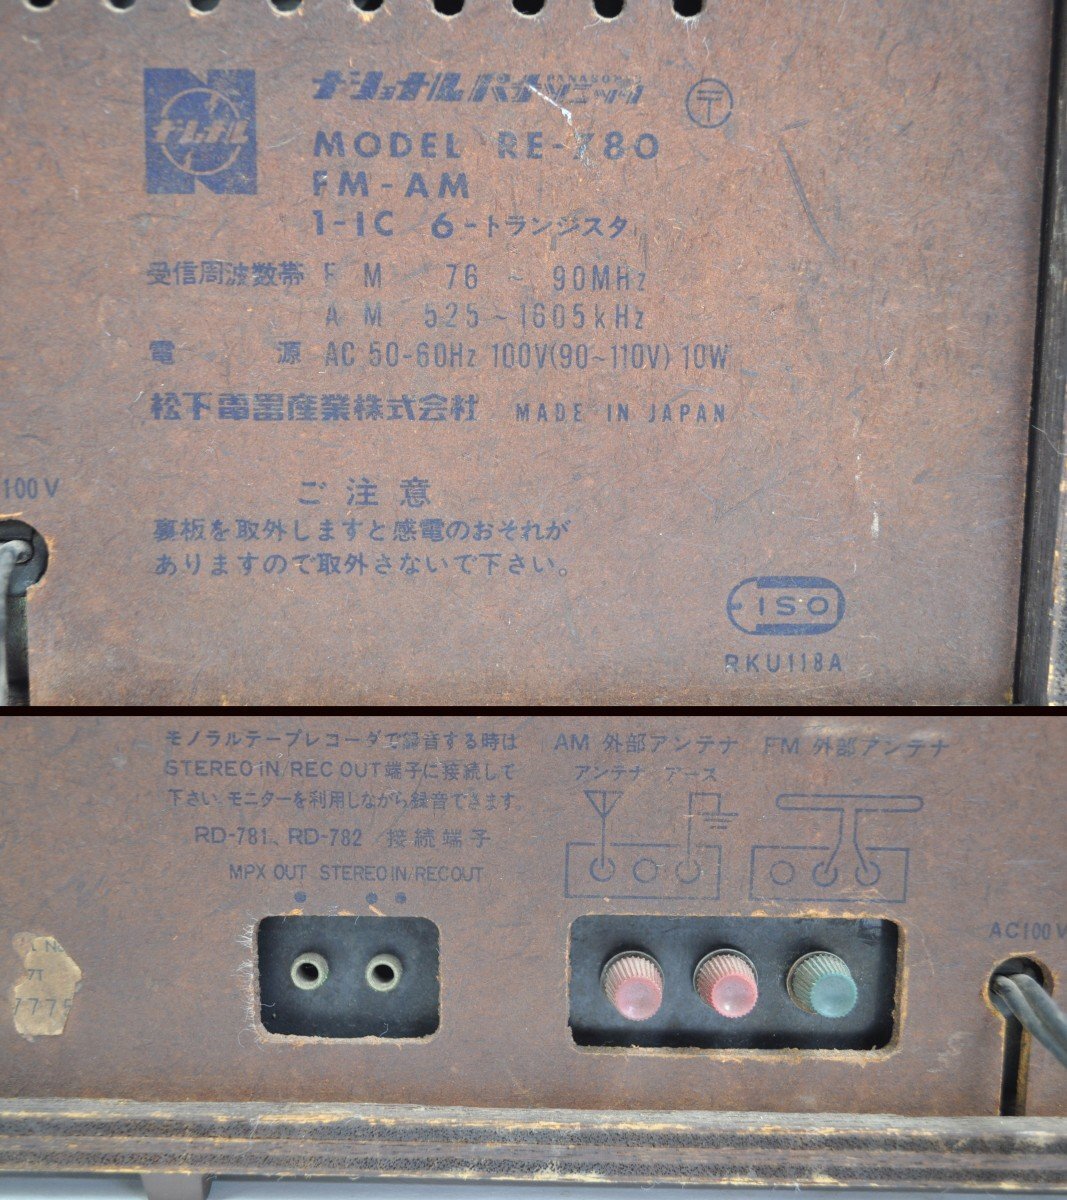 ナショナル
ナショナルパナソニック
PANASONIC
〒
MODEL RE-780
FM-AM
1-IC 6-トランジスタ
受信周波数帯 FM 76 ~ 90MHz
AM 525~1605kHz
電源 AC 50-60Hz 100V(90~110V) 10W
松下電器産業株式会社 MADE IN JAPAN
100V
ご注意
裏板を取外しますと感電のおそれが
ありますので取外さないで下さい。
ISO
RKU118A
モノラルテープレコーダで録音する時は
STEREO IN/REC OUT端子に接続して
下さい。モニターを利用しながら録音できます。
RD-781、RD-782 接続端子
MPX OUT STEREO IN/REC OUT
AM 外部アンテナ FM 外部アンテナ
アンテナ アース
AC100V
7T
7775